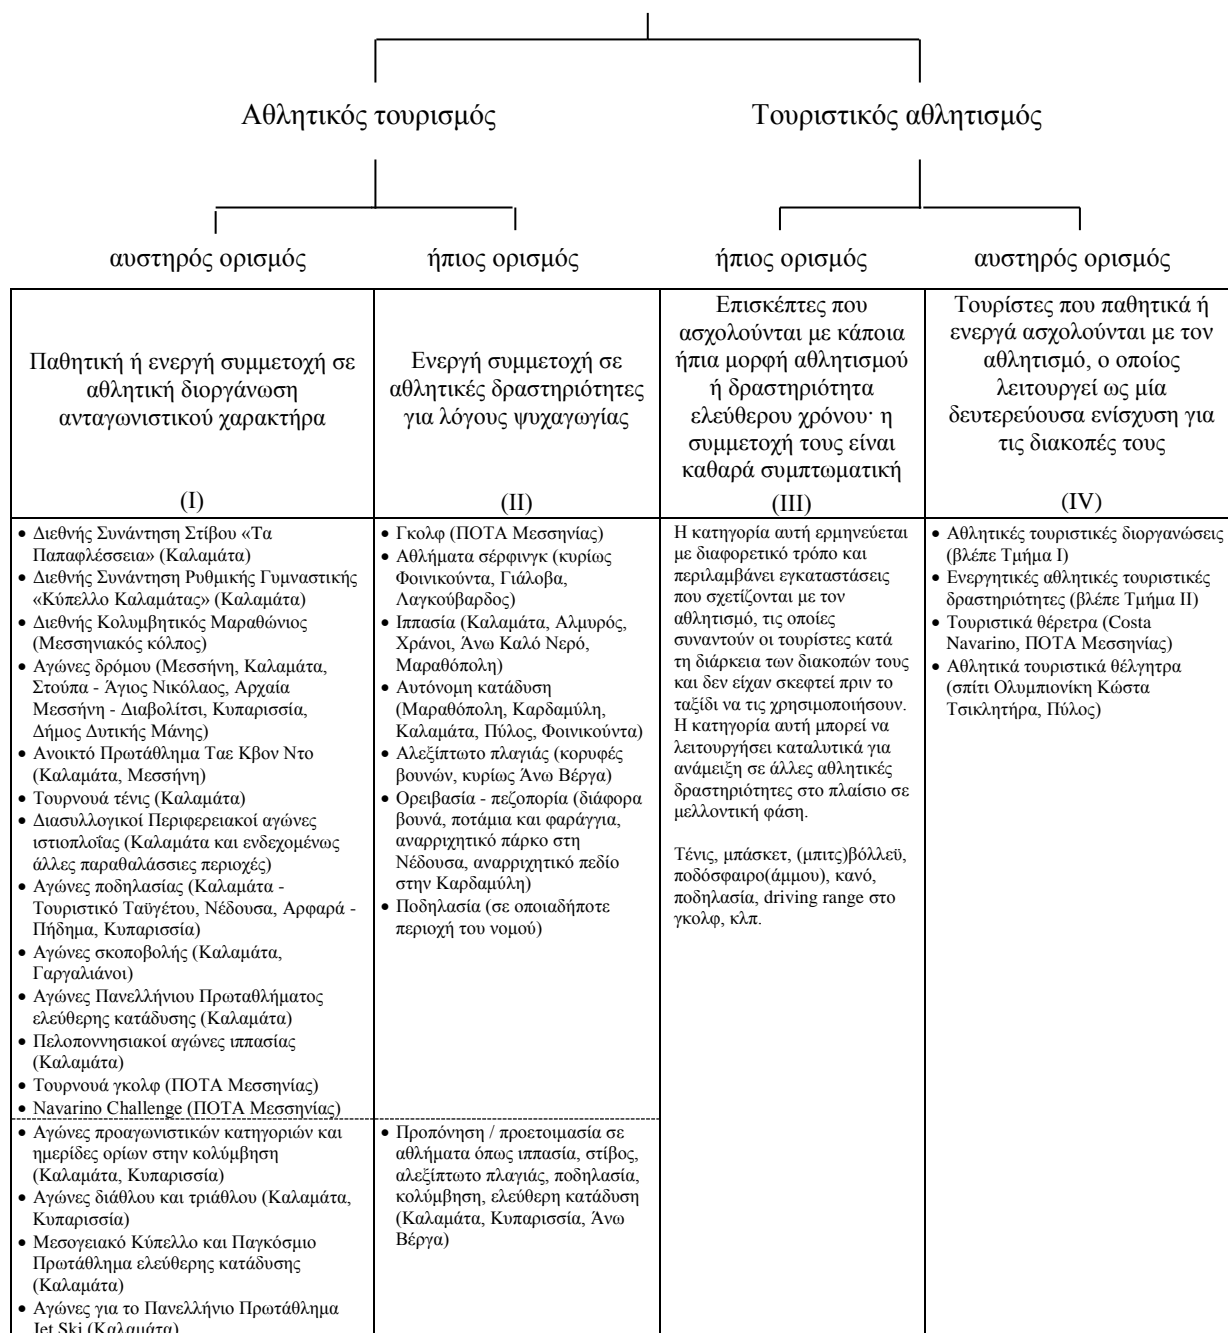 Αθλητικός τουρισμός
Τουριστικός αθλητισμός
αυστηρός ορισμός
ήπιος ορισμός
ήπιος ορισμός
αυστηρός ορισμός
Παθητική ή ενεργή συμμετοχή σε
αθλητική διοργάνωση
ανταγωνιστικού χαρακτήρα
(I)
Ενεργή συμμετοχή σε
αθλητικές δραστηριότητες
για λόγους ψυχαγωγίας
(II)
Επισκέπτες που
ασχολούνται με κάποια
ήπια μορφή αθλητισμού
ή δραστηριότητα
ελεύθερου χρόνου· η
συμμετοχή τους είναι
καθαρά συμπτωματική
(III)
Τουρίστες που παθητικά ή
ενεργά ασχολούνται με τον
αθλητισμό, ο οποίος
λειτουργεί ως μία
δευτερεύουσα ενίσχυση για
τις διακοπές τους
(IV)
• Διεθνής Συνάντηση Στίβου «Τα
Παπαφλέσσεια» (Καλαμάτα)
• Διεθνής Συνάντηση Ρυθμικής Γυμναστικής
«Κύπελλο Καλαμάτας» (Καλαμάτα)
• Διεθνής Κολυμβητικός Μαραθώνιος
(Μεσσηνιακός κόλπος)
• Αγώνες δρόμου (Μεσσήνη, Καλαμάτα,
Στούπα - Άγιος Νικόλαος, Αρχαία
Μεσσήνη - Διαβολίτσι, Κυπαρισσία,
Δήμος Δυτικής Μάνης)
• Ανοικτό Πρωτάθλημα Ταε Κβον Ντο
(Καλαμάτα, Μεσσήνη)
• Τουρνουά τένις (Καλαμάτα)
• Διασυλλογικοί Περιφερειακοί αγώνες
ιστιοπλοΐας (Καλαμάτα και ενδεχομένως
άλλες παραθαλάσσιες περιοχές)
• Αγώνες ποδηλασίας (Καλαμάτα -
Τουριστικό Ταϋγέτου, Νέδουσα, Αρφαρά -
Πήδημα, Κυπαρισσία)
• Αγώνες σκοποβολής (Καλαμάτα,
Γαργαλιάνοι)
• Αγώνες Πανελλήνιου Πρωταθλήματος
ελεύθερης κατάδυσης (Καλαμάτα)
• Πελοποννησιακοί αγώνες ιππασίας
(Καλαμάτα)
• Τουρνουά γκολφ (ΠΟΤΑ Μεσσηνίας)
• Navarino Challenge (ΠΟΤΑ Μεσσηνίας)
• Γκολφ (ΠΟΤΑ Μεσσηνίας)
• Αθλήματα σέρφινγκ (κυρίως
Φοινικούντα, Γιάλοβα,
Λαγκούβαρδος)
• Ιππασία (Καλαμάτα, Αλμυρός,
Χράνοι, Άνω Καλό Νερό,
Μαραθόπολη)
• Αυτόνομη κατάδυση
(Μαραθόπολη, Καρδαμύλη,
Καλαμάτα, Πύλος, Φοινικούντα)
• Αλεξίπτωτο πλαγιάς (κορυφές
βουνών, κυρίως Άνω Βέργα)
• Ορειβασία - πεζοπορία (διάφορα
βουνά, ποτάμια και φαράγγια,
αναρριχητικό πάρκο στη
Νέδουσα, αναρριχητικό πεδίο
στην Καρδαμύλη)
• Ποδηλασία (σε οποιαδήποτε
περιοχή του νομού)
Η κατηγορία αυτή ερμηνεύεται
με διαφορετικό τρόπο και
περιλαμβάνει εγκαταστάσεις
που σχετίζονται με τον
αθλητισμό, τις οποίες
συναντούν οι τουρίστες κατά
τη διάρκεια των διακοπών τους
και δεν είχαν σκεφτεί πριν το
ταξίδι να τις χρησιμοποιήσουν.
Η κατηγορία αυτή μπορεί να
λειτουργήσει καταλυτικά για
ανάμειξη σε άλλες αθλητικές
δραστηριότητες στο πλαίσιο σε
μελλοντική φάση.
Τένις, μπάσκετ, (μπιτς)βόλλεϋ,
ποδόσφαιρο(άμμου), κανό,
ποδηλασία, driving range στο
γκολφ, κλπ.
• Αθλητικές τουριστικές διοργανώσεις
(βλέπε Τμήμα I)
• Ενεργητικές αθλητικές τουριστικές
δραστηριότητες (βλέπε Τμήμα II)
• Τουριστικά θέρετρα (Costa
Navarino, ΠΟΤΑ Μεσσηνίας)
• Αθλητικά τουριστικά θέλγητρα
(σπίτι Ολυμπιονίκη Κώστα
Τσικλητήρα, Πύλος)
• Αγώνες προαγωνιστικών κατηγοριών και
ημερίδες ορίων στην κολύμβηση
(Καλαμάτα, Κυπαρισσία)
• Αγώνες διάθλου και τριάθλου (Καλαμάτα,
Κυπαρισσία)
• Μεσογειακό Κύπελλο και Παγκόσμιο
Πρωτάθλημα ελεύθερης κατάδυσης
(Καλαμάτα)
• Αγώνες για το Πανελλήνιο Πρωτάθλημα
Jet Ski (Καλαμάτα)
• Προπόνηση / προετοιμασία σε
αθλήματα όπως ιππασία, στίβος,
αλεξίπτωτο πλαγιάς, ποδηλασία,
κολύμβηση, ελεύθερη κατάδυση
(Καλαμάτα, Κυπαρισσία, Άνω
Βέργα)